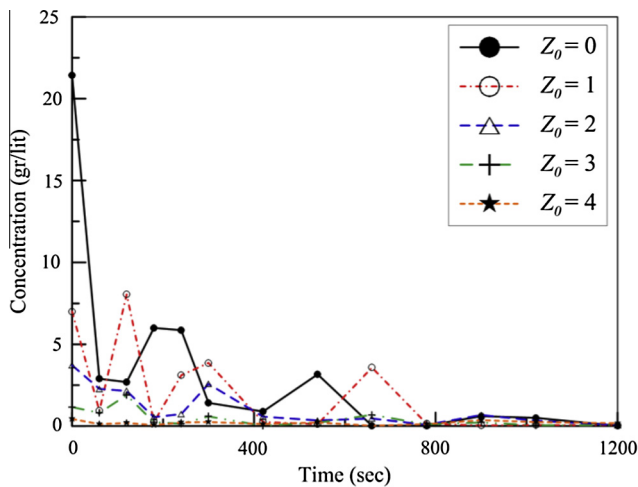 25
20
15
10
5
0
Concentration (gr/lit)
Z0 = 0
Z0 = 1
Z0 = 2
Z0 = 3
Z0 = 4
0 400 800 1200
Time (sec)